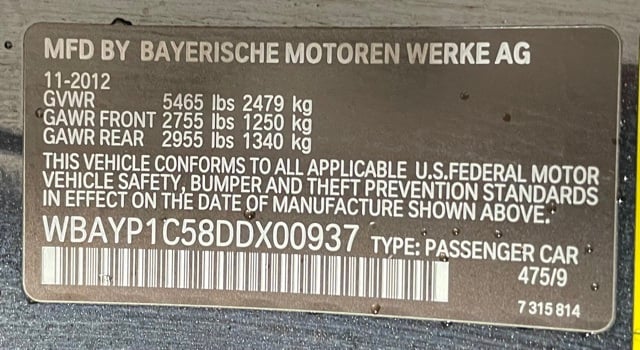 MFD BY BAYERISCHE MOTOREN WERKE AG
11-2012
GVWR 5465 lbs 2479 kg
GAWR FRONT 2755 lbs 1250 kg
GAWR REAR 2955 lbs 1340 kg
THIS VEHICLE CONFORMS TO ALL APPLICABLE U.S.FEDERAL MOTOR
VEHICLE SAFETY, BUMPER AND THEFT PREVENTION STANDARDS
IN EFFECT ON THE DATE OF MANUFACTURE SHOWN ABOVE.
WBAYP1C58DDX00937 TYPE: PASSENGER CAR
475/9
7 315 814